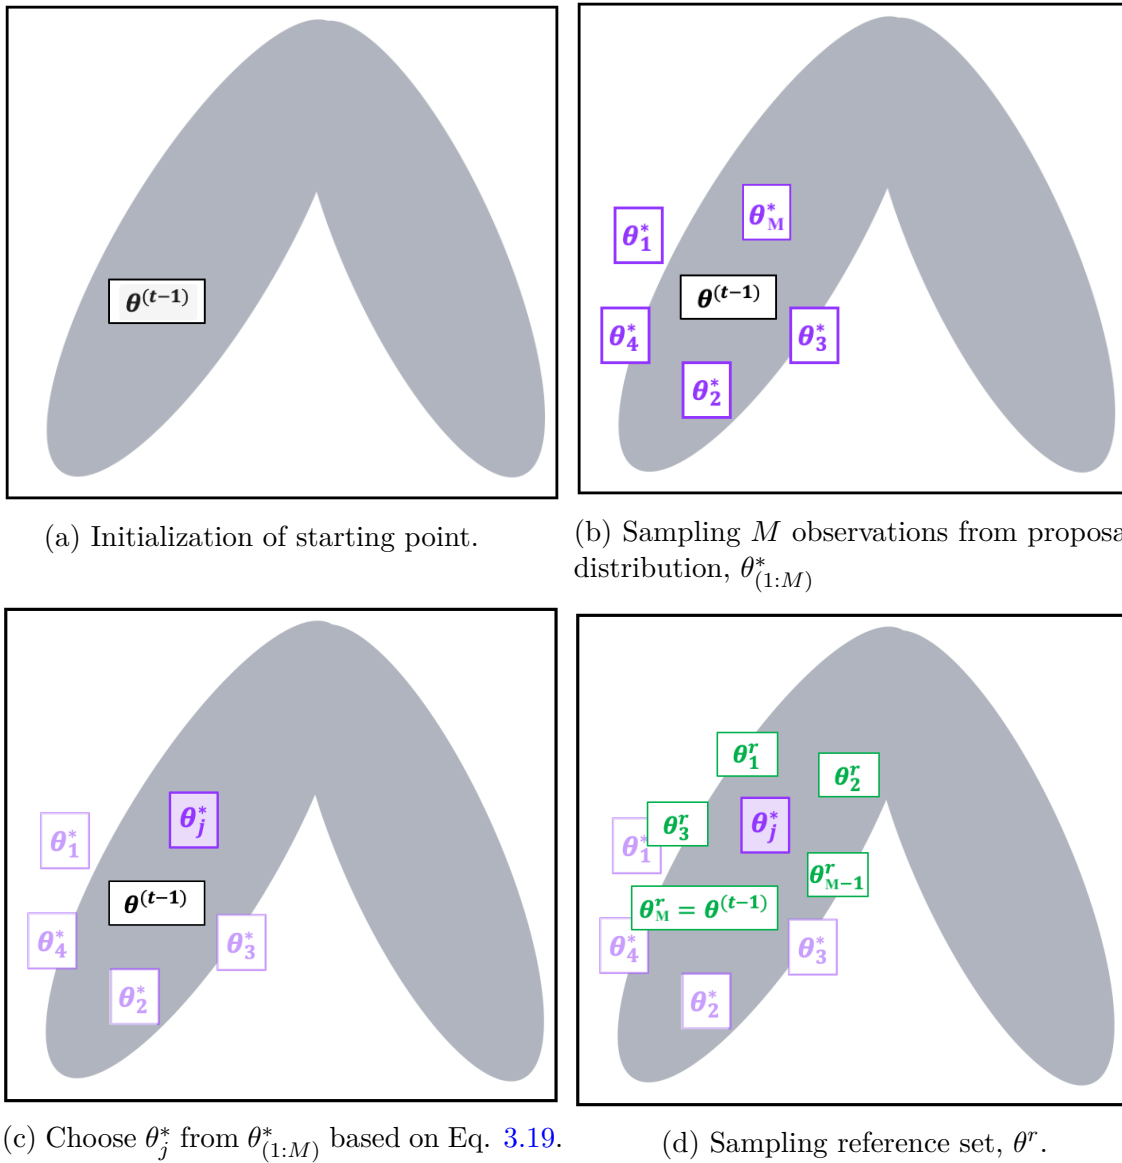 θ^(t−1)
θ*_1
θ*_M
θ^(t−1)
θ*_4
θ*_3
θ*_2
(a) Initialization of starting point.
(b) Sampling M observations from proposa
distribution, θ*_(1:M)
θ*_j
θ*_1
θ^(t−1)
θ*_4
θ*_3
θ*_2
θ^r_1
θ^r_2
θ^r_3
θ*_j
θ*_1
θ^r_M−1
θ^r_M = θ^(t−1)
θ*_4
θ*_3
θ*_2
(c) Choose θ*_j from θ*_(1:M) based on Eq. 3.19.
(d) Sampling reference set, θ^r.